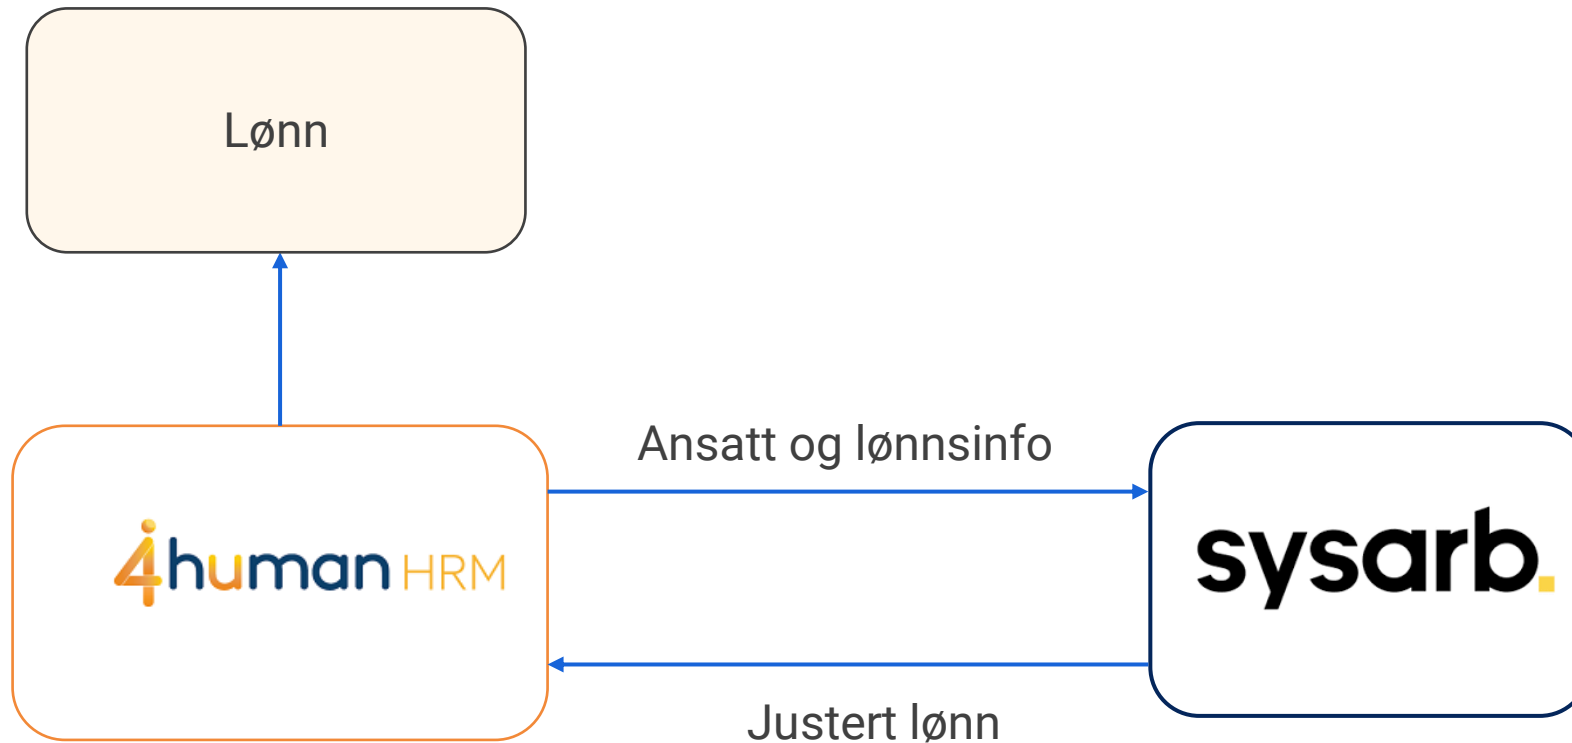 Lønn
Ansatt og lønnsinfo
4human HRM
sysarb.
Justert lønn